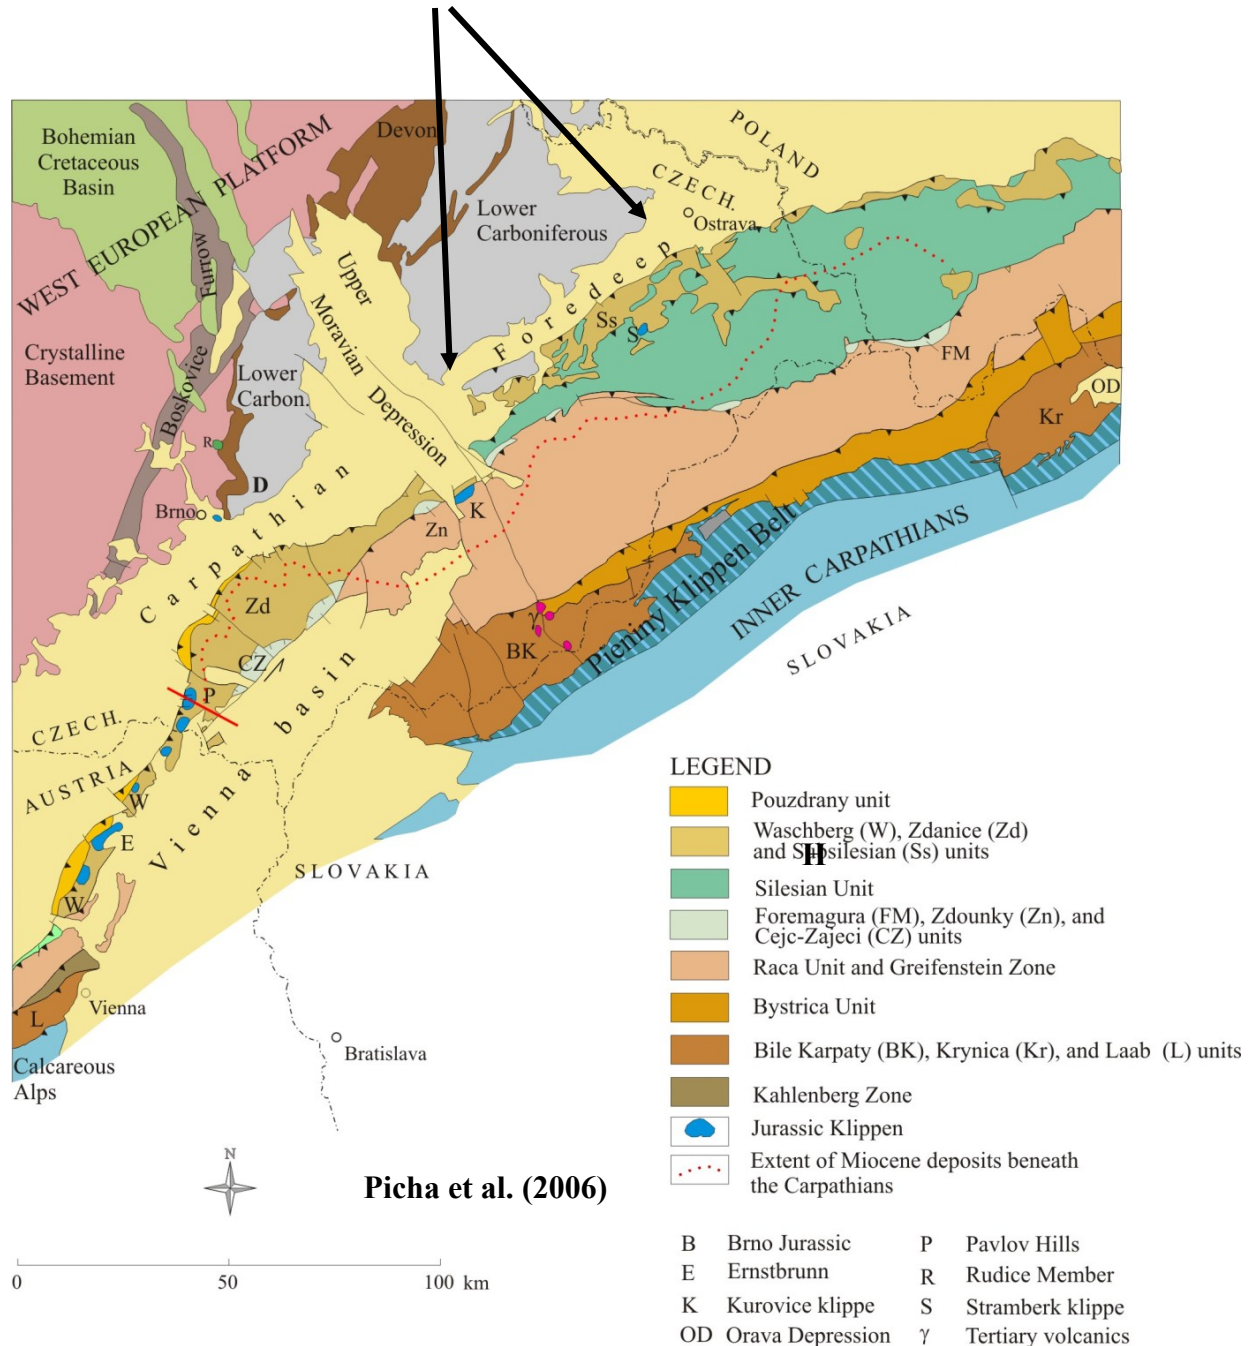 POLAND
Devon
Bohemian
Cretaceous
Basin
WEST EUROPEAN PLATFORM
CZECH.
Ostrava
Lower
Carboniferous
Furrow
Upper
Moravian
Depression
Foredeep
Ss
S
FM
Crystalline
Basement
Lower
Carbon.
Boskovice
OD
Kr
R
D
Brno
K
Zn
Carpathian
Pieniny Klippen Belt
INNER CARPATHIANS
SLOVAKIA
Zd
γ
BK
CZ
P
basin
CZECH.
AUSTRIA
Vienna
W
E
SLOVAKIA
W
Vienna
L
Bratislava
Calcareous
Alps
LEGEND
Pouzdrany unit
Waschberg (W), Zdanice (Zd)
and Subsilesian (Ss) units
H
Silesian Unit
Foremagura (FM), Zdounky (Zn), and
Cejc-Zajeci (CZ) units
Raca Unit and Greifenstein Zone
Bystrica Unit
Bile Karpaty (BK), Krynica (Kr), and Laab (L) units
Kahlenberg Zone
Jurassic Klippen
Extent of Miocene deposits beneath
the Carpathians
N
Picha et al. (2006)
0 50 100 km
B Brno Jurassic
E Ernstbrunn
K Kurovice klippe
OD Orava Depression
P Pavlov Hills
R Rudice Member
S Stramberk klippe
γ Tertiary volcanics